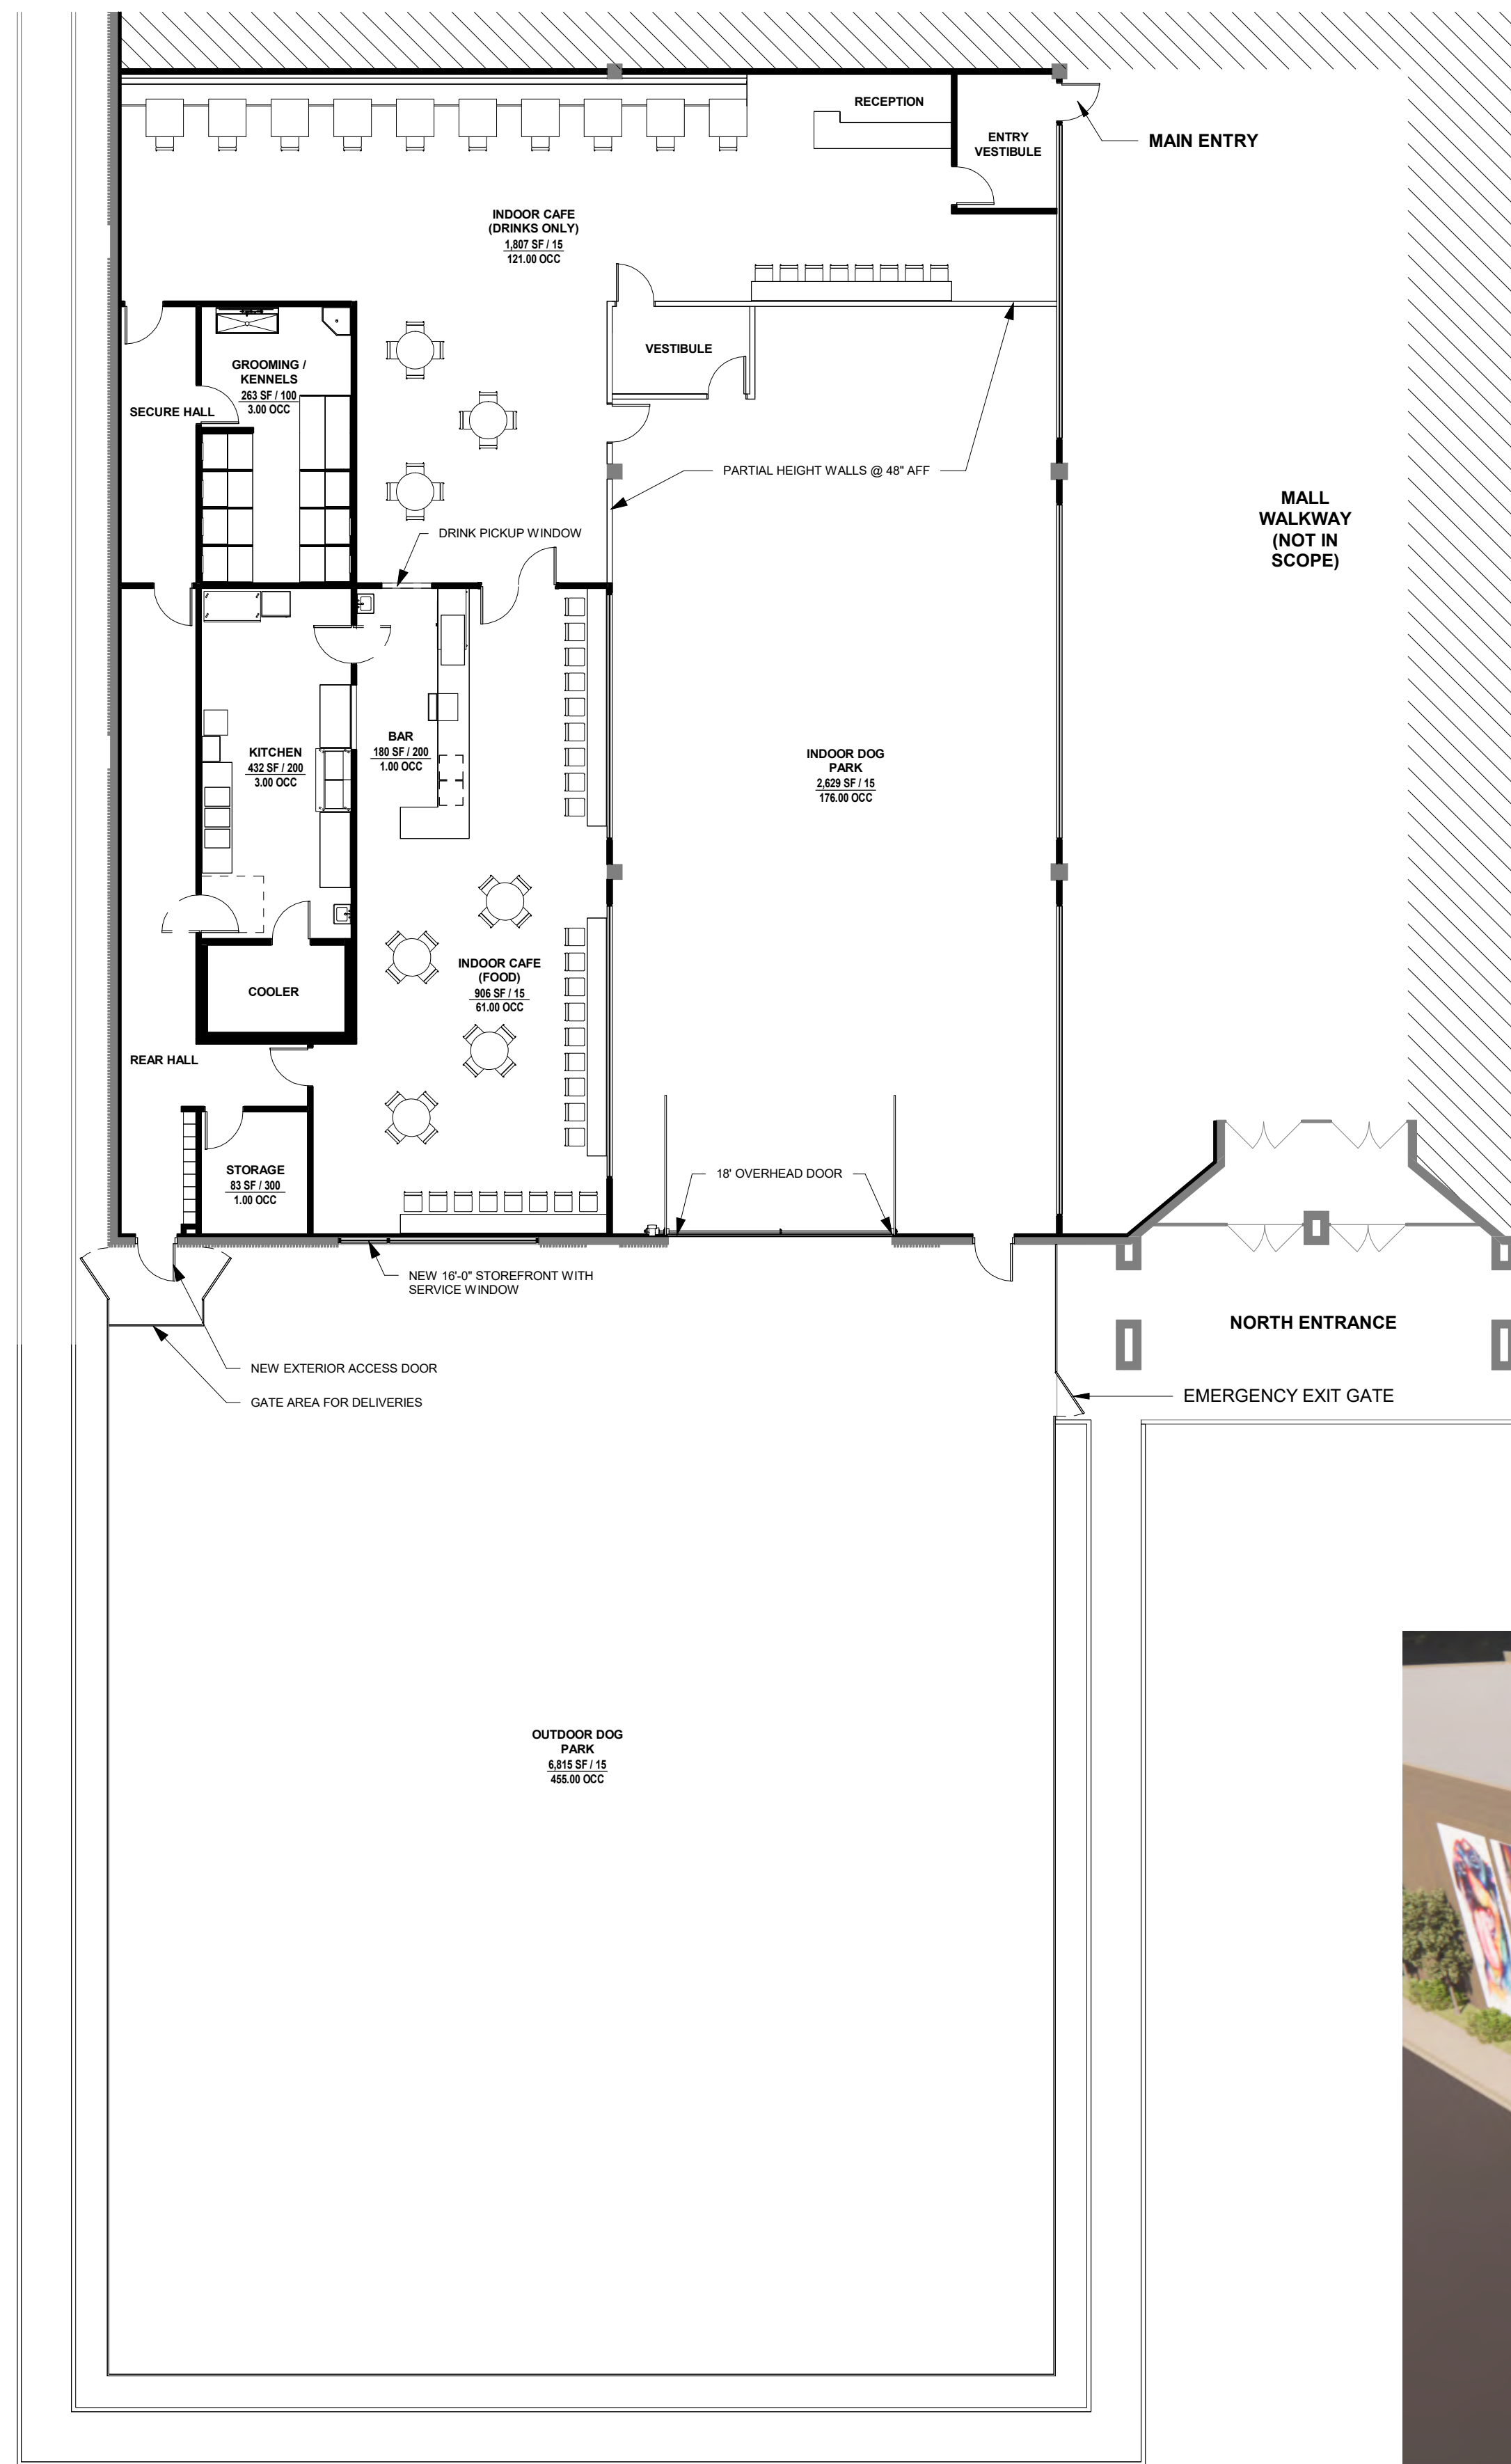 RECEPTION
ENTRY
VESTIBULE
MAIN ENTRY
INDOOR CAFE
(DRINKS ONLY)
1,807 SF / 15
121.00 OCC
VESTIBULE
GROOMING /
KENNELS
263 SF / 100
3.00 OCC
SECURE HALL
PARTIAL HEIGHT WALLS @ 48" AFF
MALL
WALKWAY
(NOT IN
SCOPE)
DRINK PICKUP WINDOW
BAR
180 SF / 200
1.00 OCC
KITCHEN
432 SF / 200
3.00 OCC
INDOOR DOG
PARK
2,629 SF / 15
176.00 OCC
INDOOR CAFE
(FOOD)
906 SF / 15
61.00 OCC
COOLER
REAR HALL
STORAGE
83 SF / 300
1.00 OCC
18' OVERHEAD DOOR
NEW 16'-0" STOREFRONT WITH
SERVICE WINDOW
NORTH ENTRANCE
NEW EXTERIOR ACCESS DOOR
GATE AREA FOR DELIVERIES
EMERGENCY EXIT GATE
OUTDOOR DOG
PARK
6,815 SF / 15
455.00 OCC